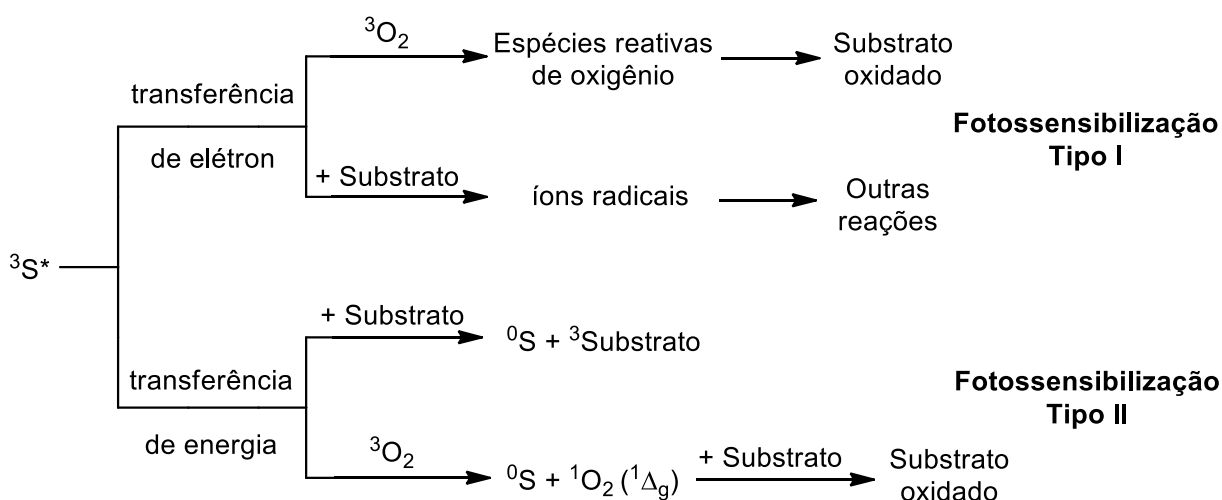 ³O₂
Espécies reativas
de oxigênio
Substrato
oxidado
transferência
de elétron
Fotossensibilização
Tipo I
+ Substrato
íons radicais
Outras
reações
³S*
+ Substrato
⁰S + ³Substrato
transferência
de energia
Fotossensibilização
Tipo II
³O₂
⁰S + ¹O₂ (¹Δg)
+ Substrato
Substrato
oxidado